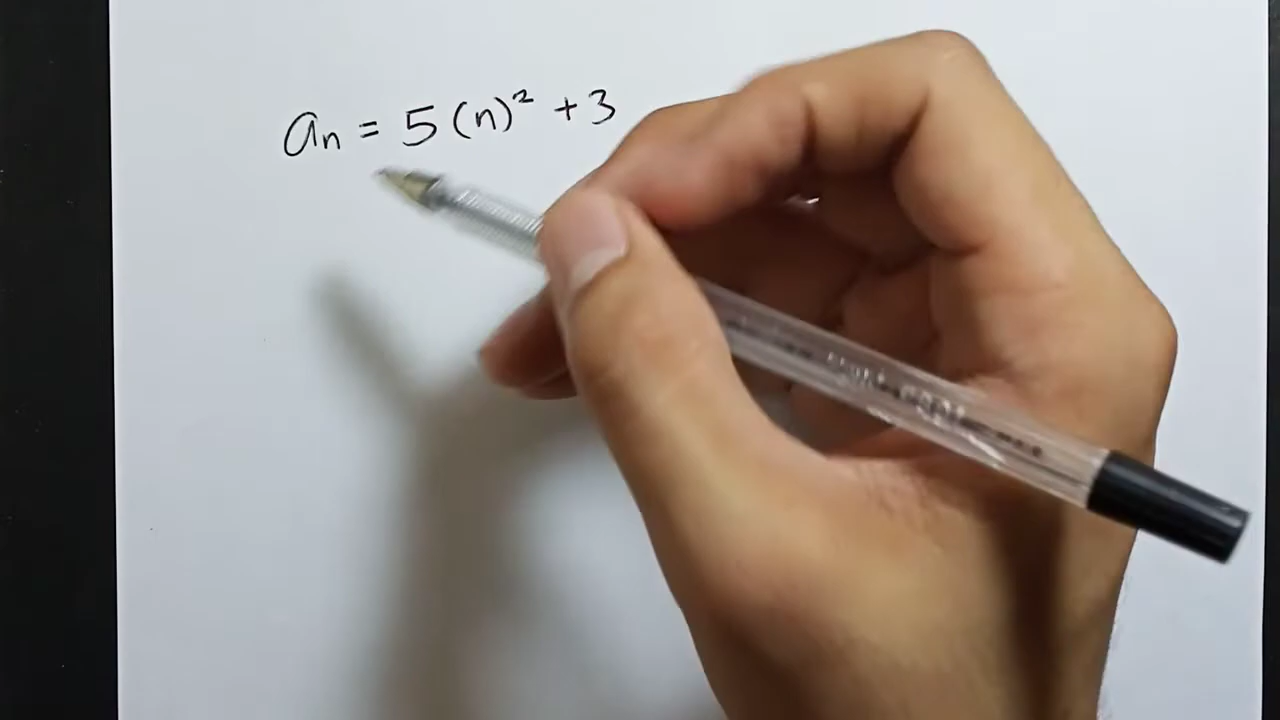 aₙ = 5(n)² + 3